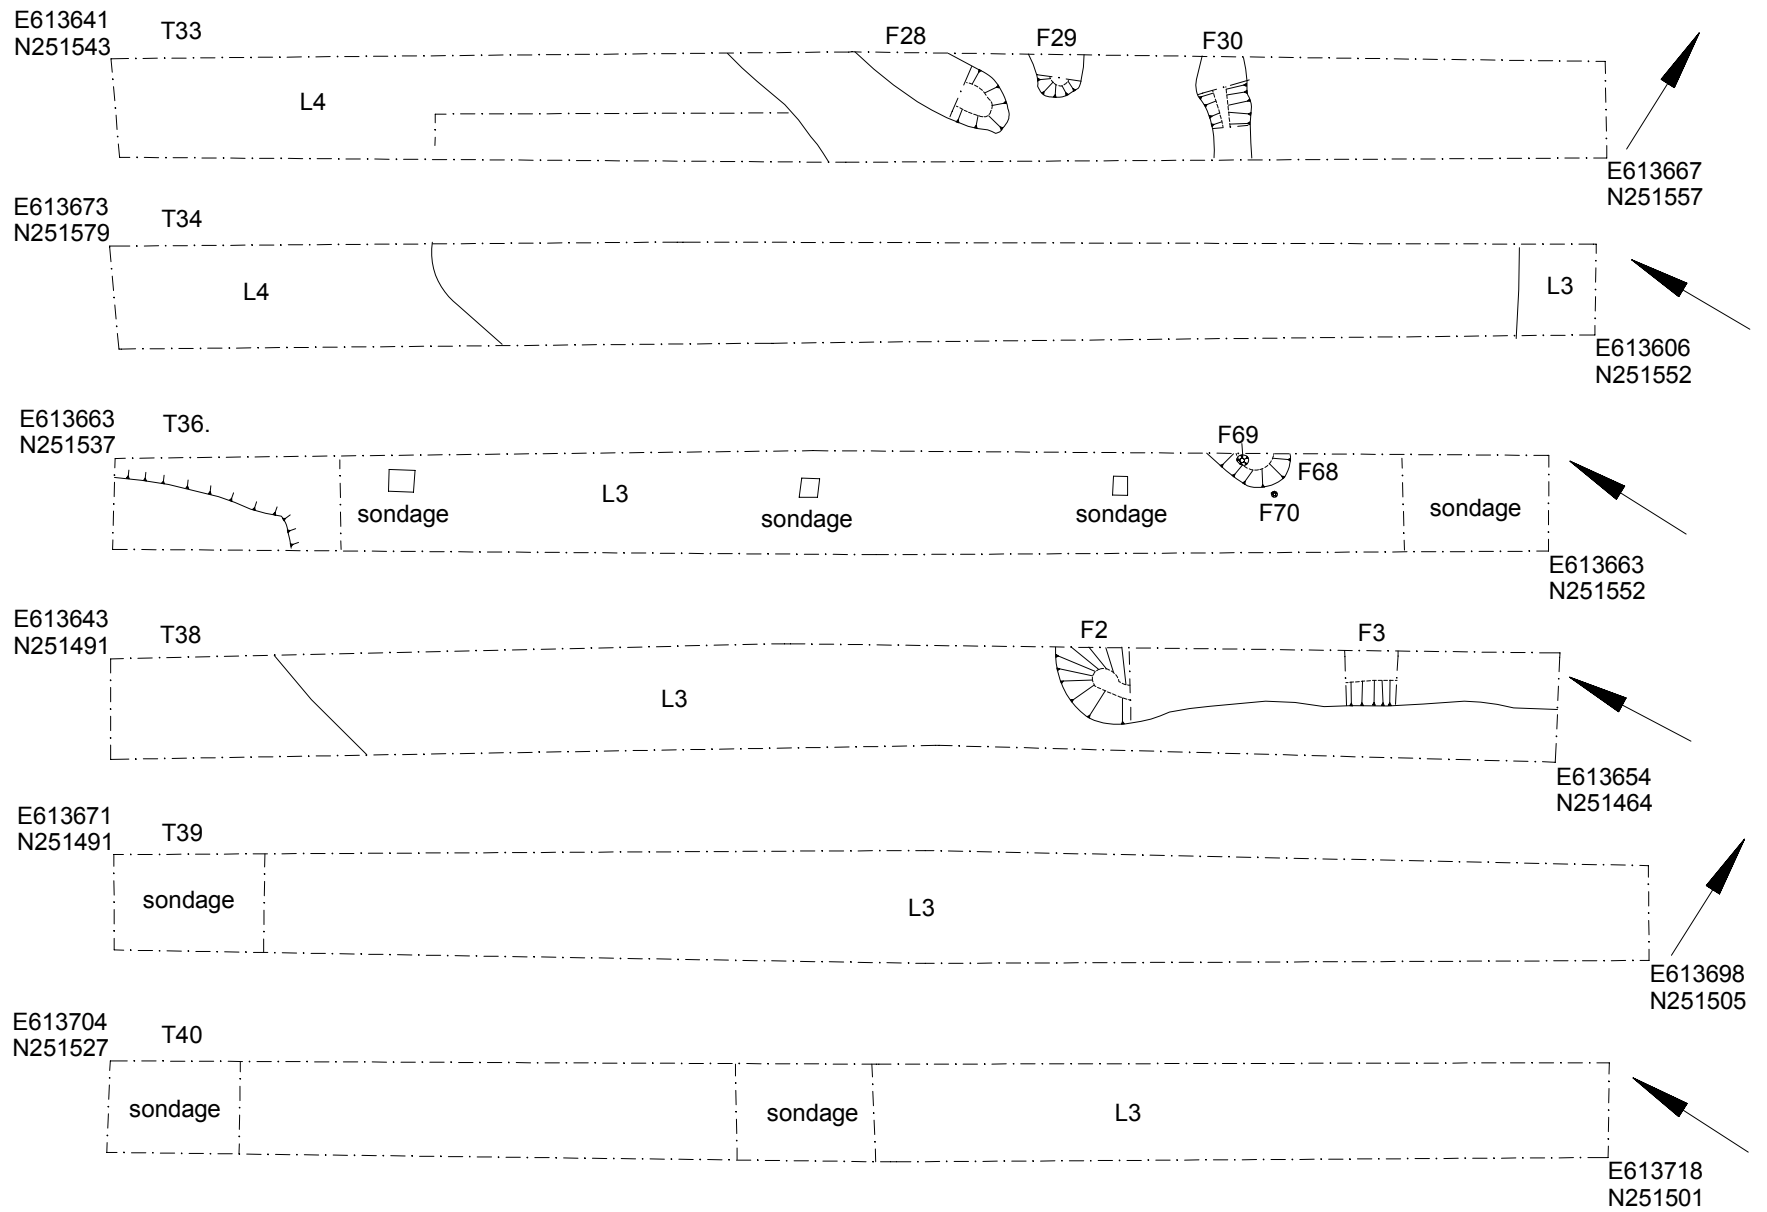 E613641
N251543
T33
F28
F29
F30
L4
E613667
N251557
E613673
N251579
T34
L4
L3
E613606
N251552
E613663
N251537
T36.
F69
F68
L3
sondage
sondage
sondage
F70
sondage
E613663
N251552
E613643
N251491
T38
F2
F3
L3
E613654
N251464
E613671
N251491
T39
sondage
L3
E613698
N251505
E613704
N251527
T40
sondage
sondage
L3
E613718
N251501